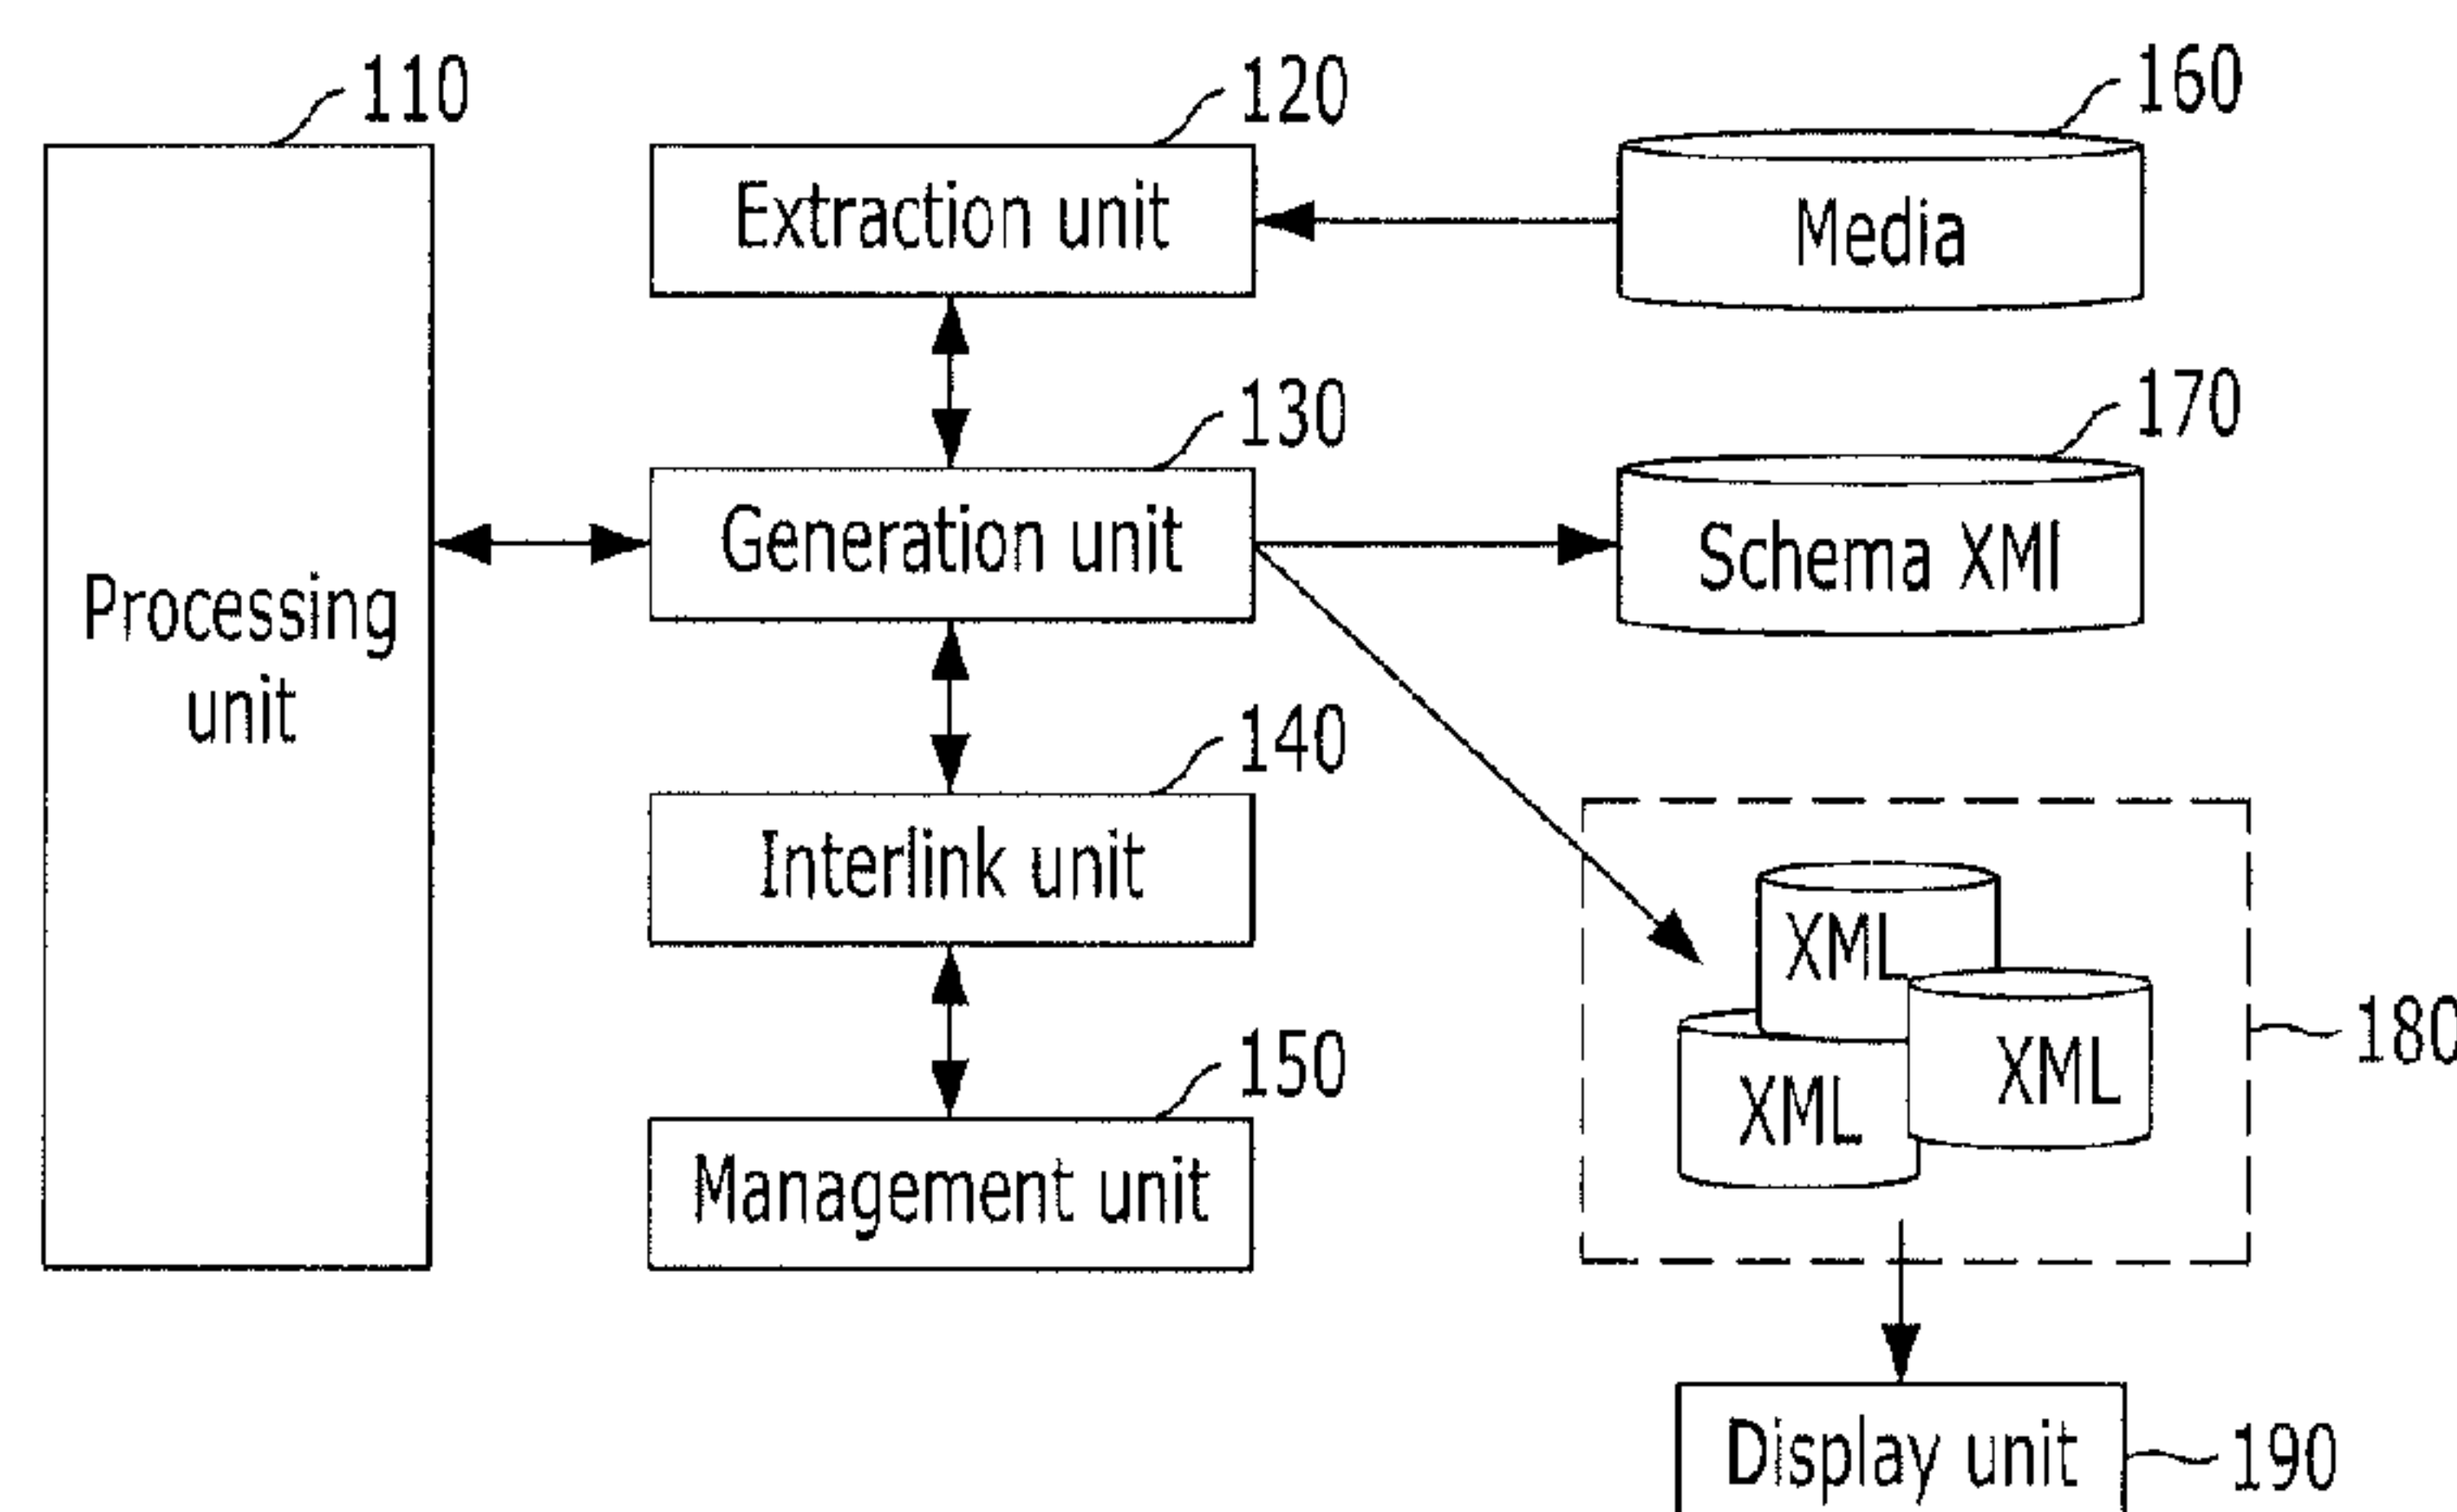 110
120
160
Extraction unit
Media
130
170
Generation unit
Schema XMl
Processing
unit
140
Interlink unit
XML
XML
XML
180
150
Management unit
Display unit
190